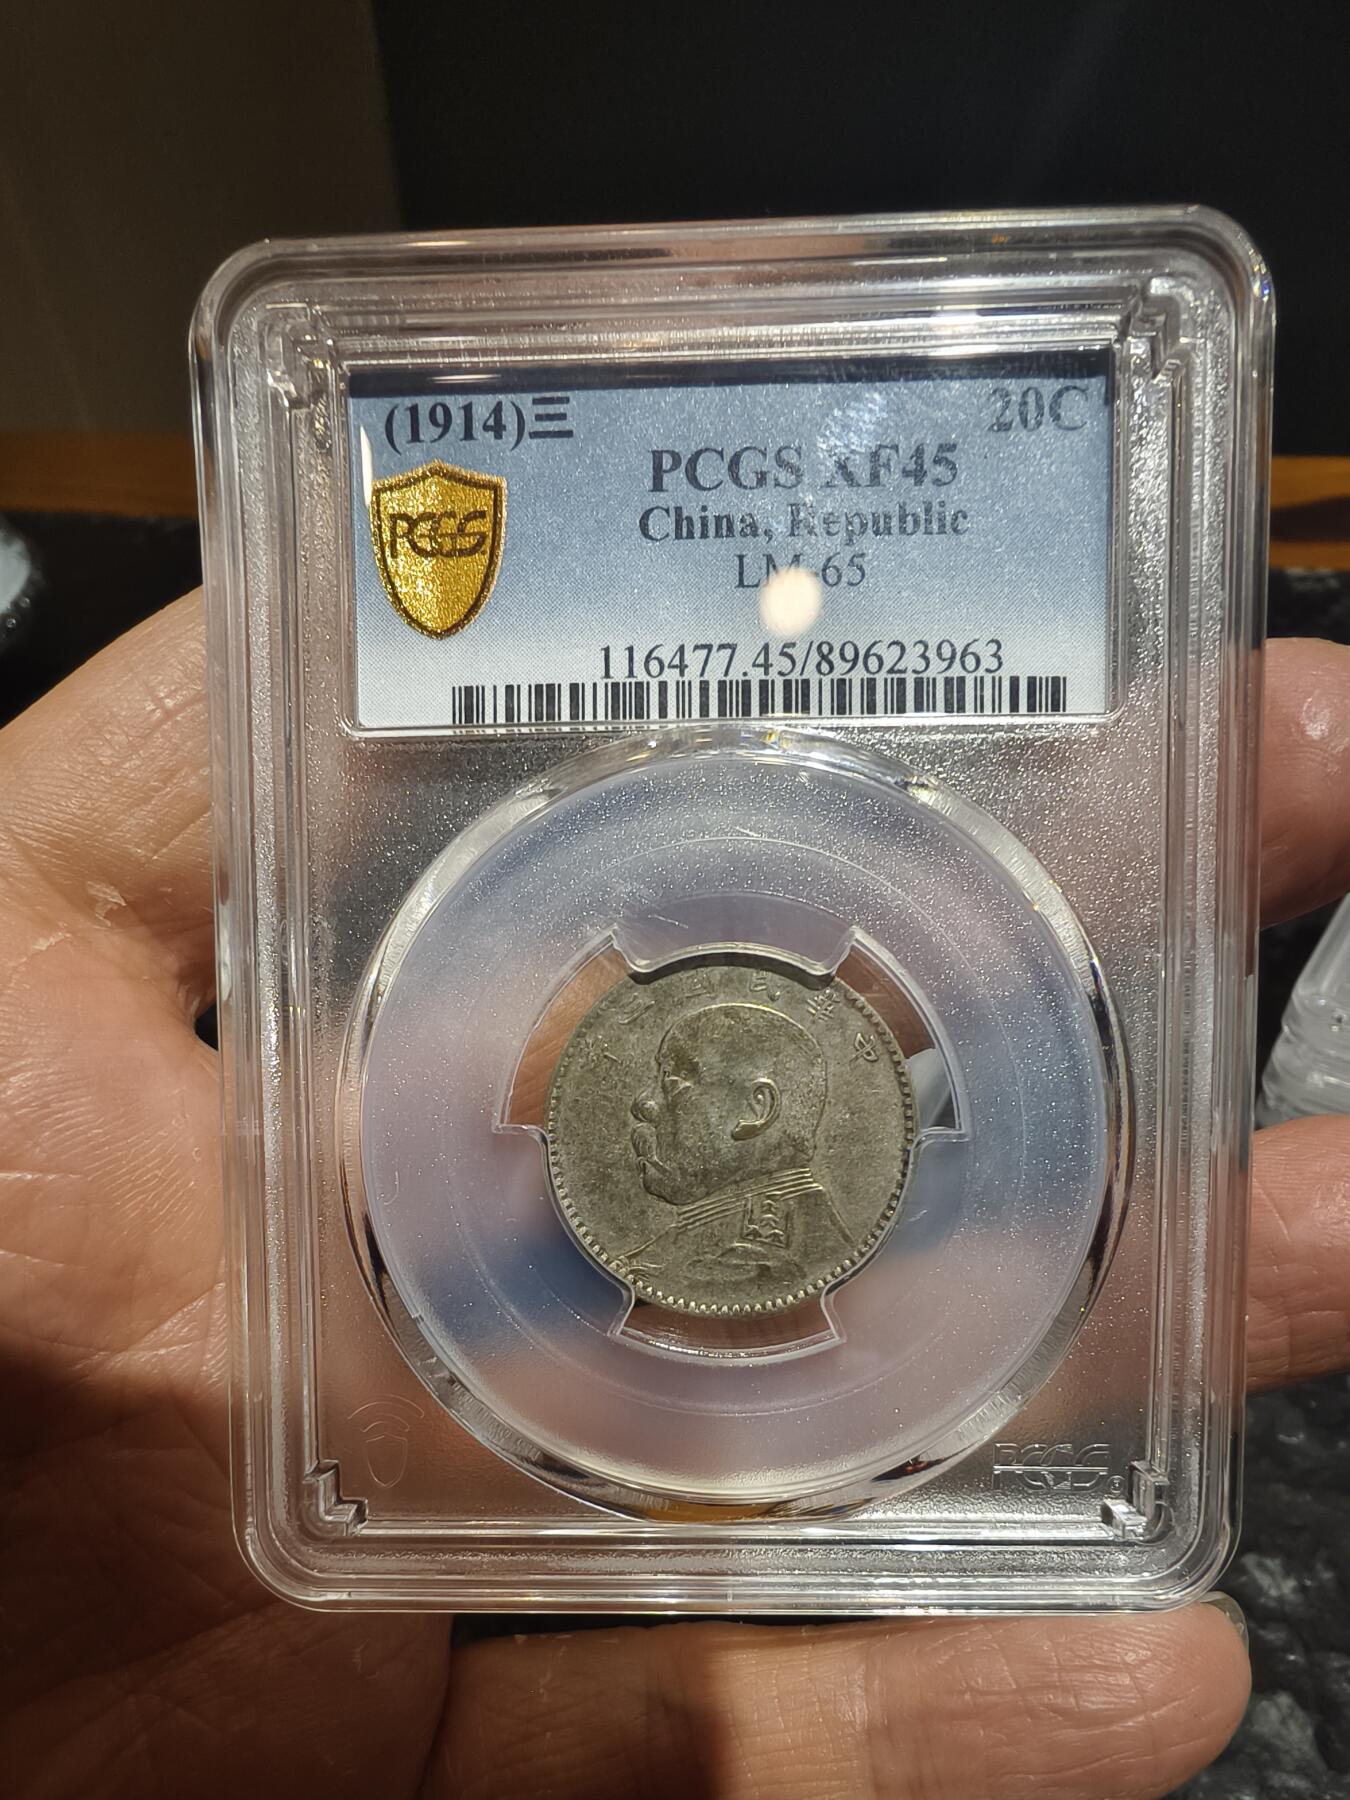 (1914)三 20C
PCGS XF45
China, Republic
LM-65
PCGS
116477.45/89623963
年三國民華中
PCGS